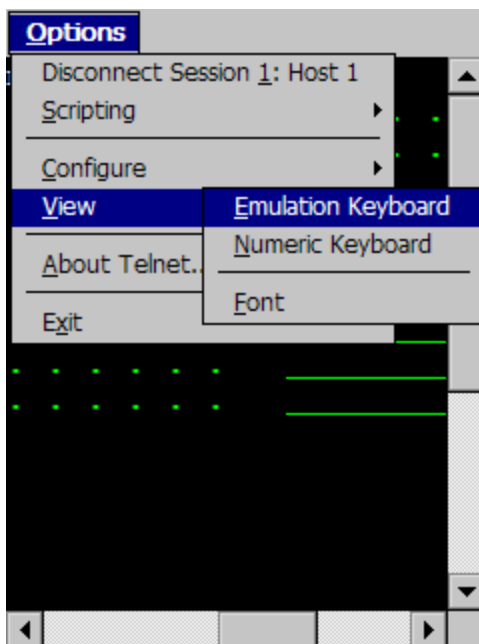 Options
Disconnect Session 1: Host 1
Scripting
Configure
View
Emulation Keyboard
Numeric Keyboard
About Telnet..
Font
Exit